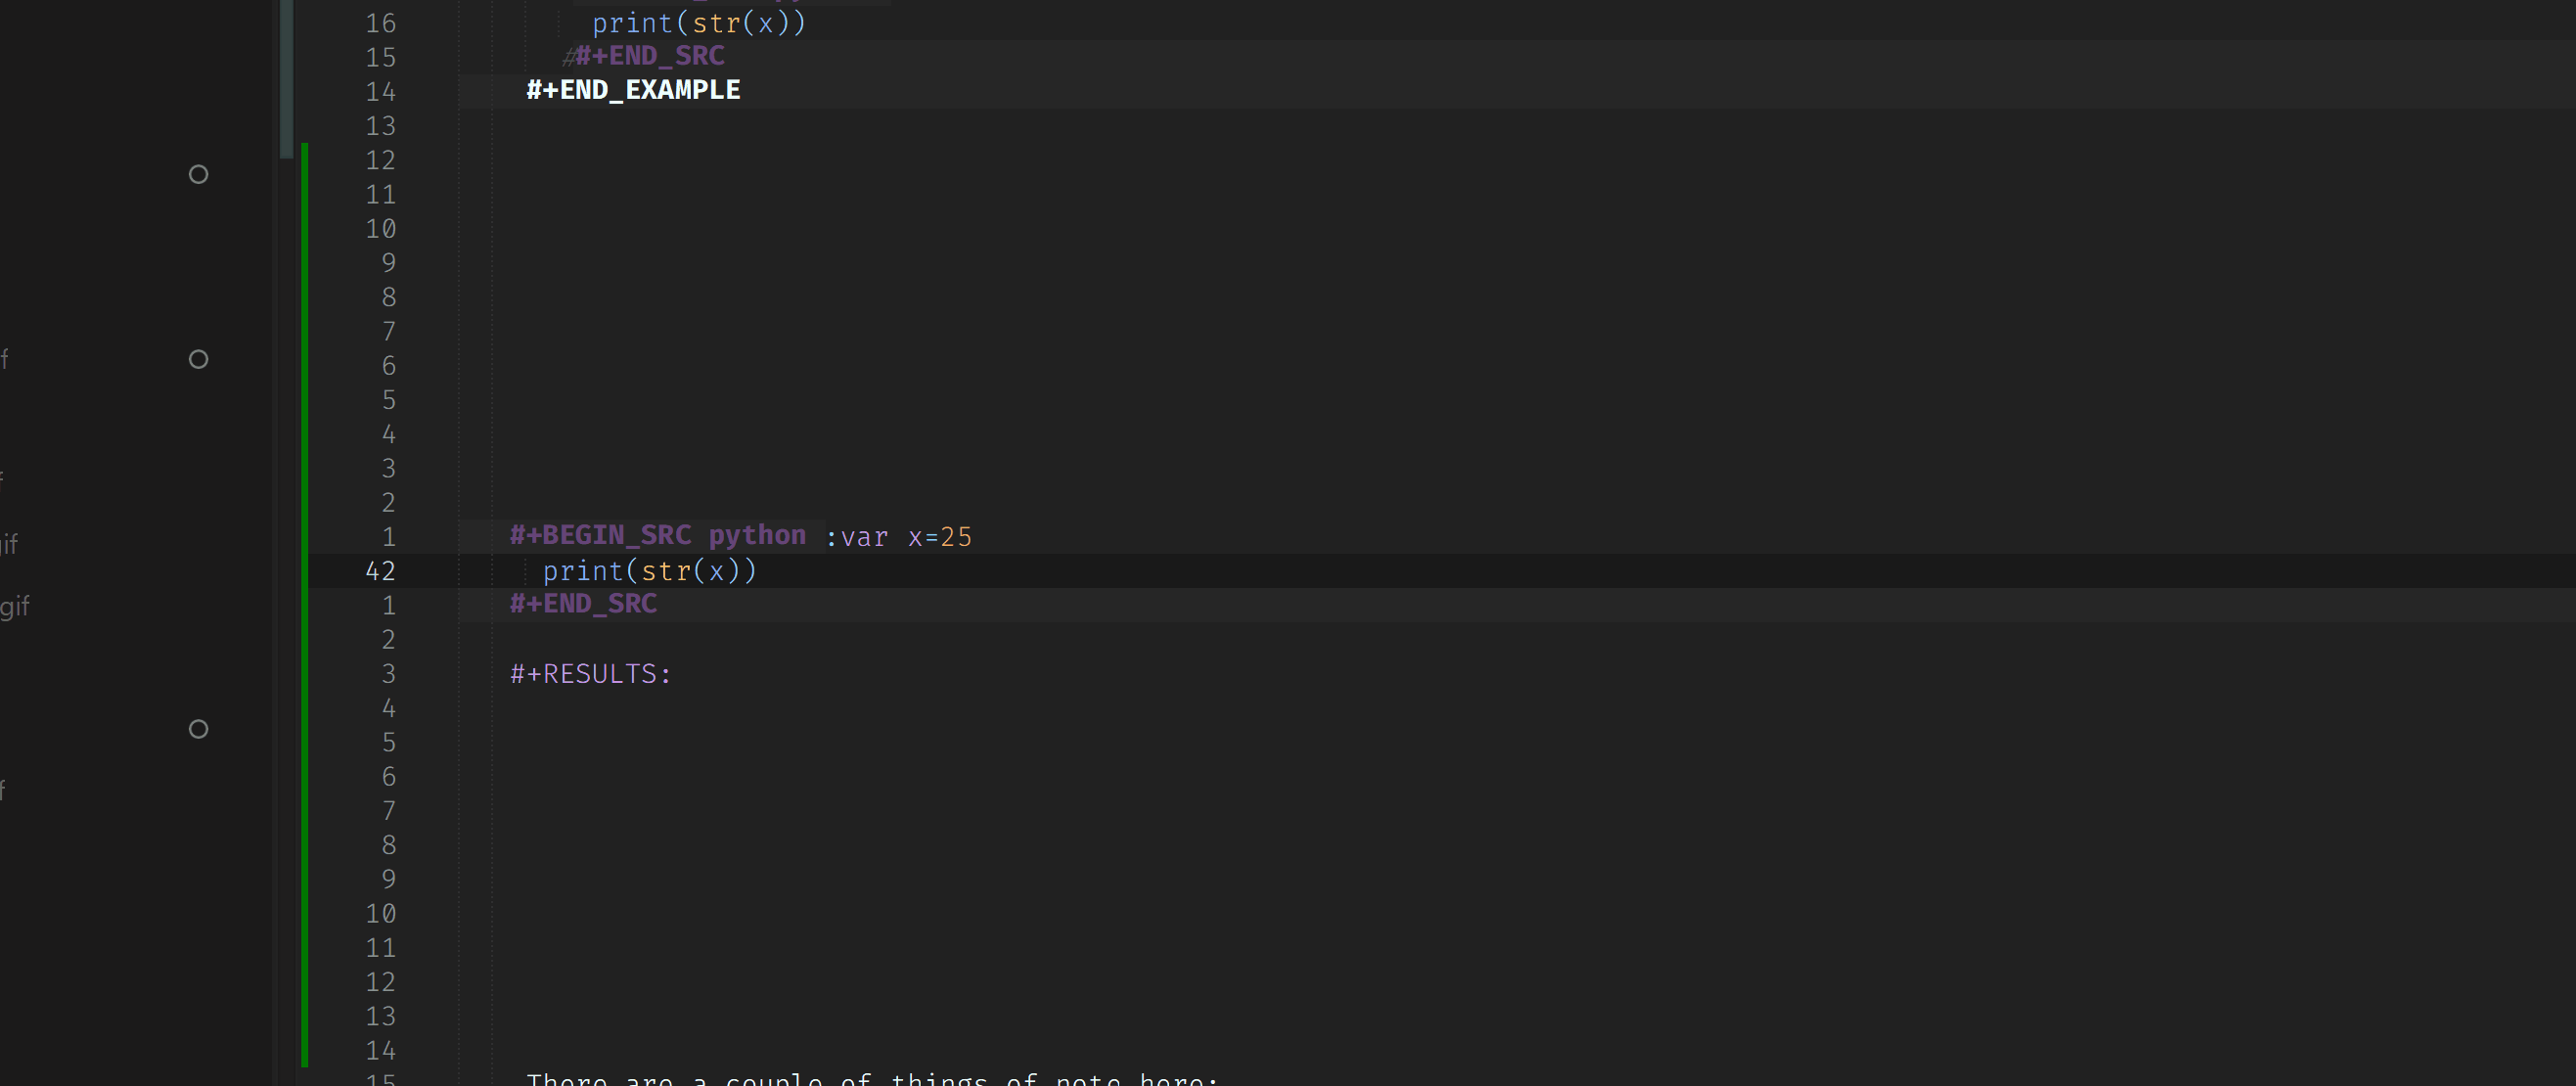 16 print(str(x))
15 ##+END_SRC
14 #+END_EXAMPLE
13
12
11
10
9
8
7
f 6
5
4
3
2
if 1 #+BEGIN_SRC python :var x=25
42 print(str(x))
gif 1 #+END_SRC
2
3 #+RESULTS:
4
5
6
7
8
9
10
11
12
13
14
15 There are a couple of things of note here: